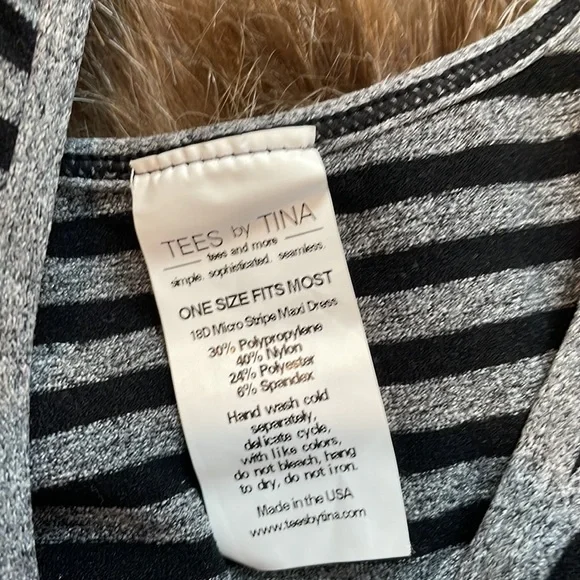 TEES by TINA
tees and more
simple. sophisticated. seamless.
ONE SIZE FITS MOST
18D Micro Stripe Maxi Dress
30% Polypropylene
40% Nylon
24% Polyester
6% Spandex
Hand wash cold
separately,
delicate cycle,
with like colors,
do not bleach, hang
to dry, do not iron.
Made in the USA
www.teesbytina.com